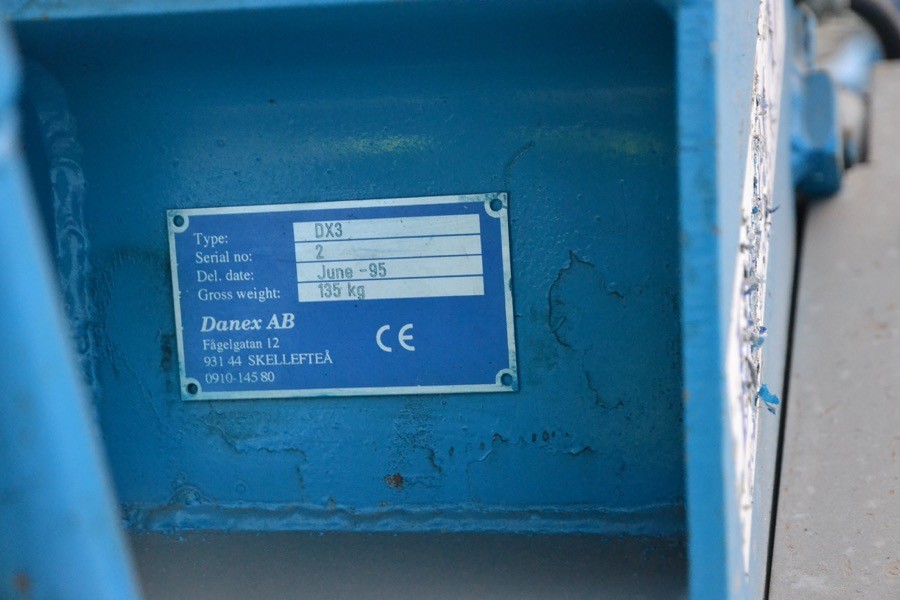 Type: DX3
Serial no: 2
Del. date: June -95
Gross weight: 135 kg
Danex AB
Fågelgatan 12
931 44 SKELLEFTEÅ
0910-145 80
CE